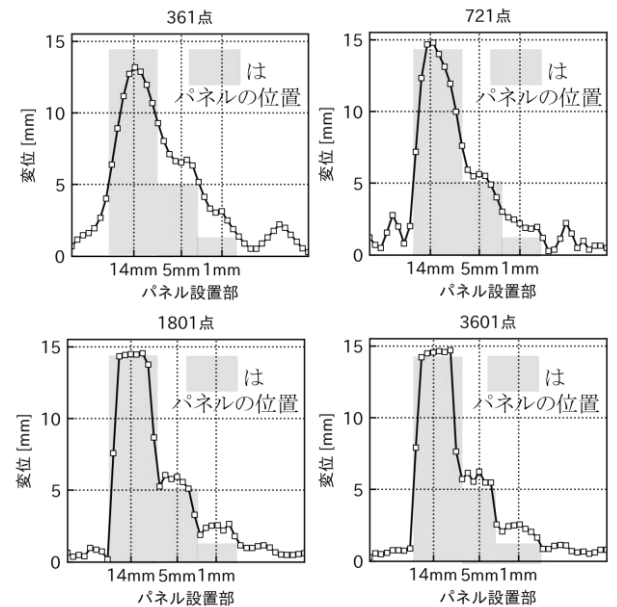 361点
15
10
5
0
変位 [mm]
は
パネルの位置
14mm 5mm 1mm
パネル設置部
721点
15
10
5
0
変位 [mm]
は
パネルの位置
14mm 5mm 1mm
パネル設置部
1801点
15
10
5
0
変位 [mm]
は
パネルの位置
14mm 5mm 1mm
パネル設置部
3601点
15
10
5
0
変位 [mm]
は
パネルの位置
14mm 5mm 1mm
パネル設置部